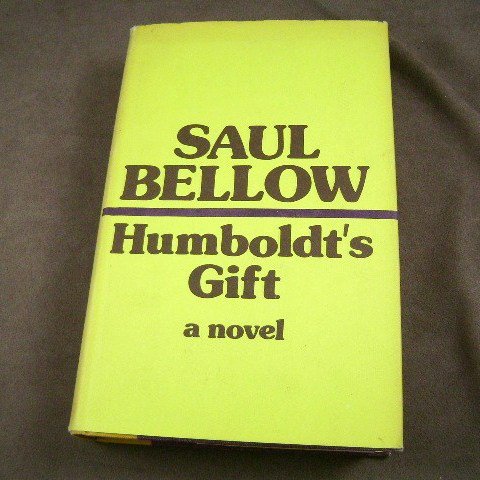 SAUL
BELLOW
Humboldt's
Gift
a novel